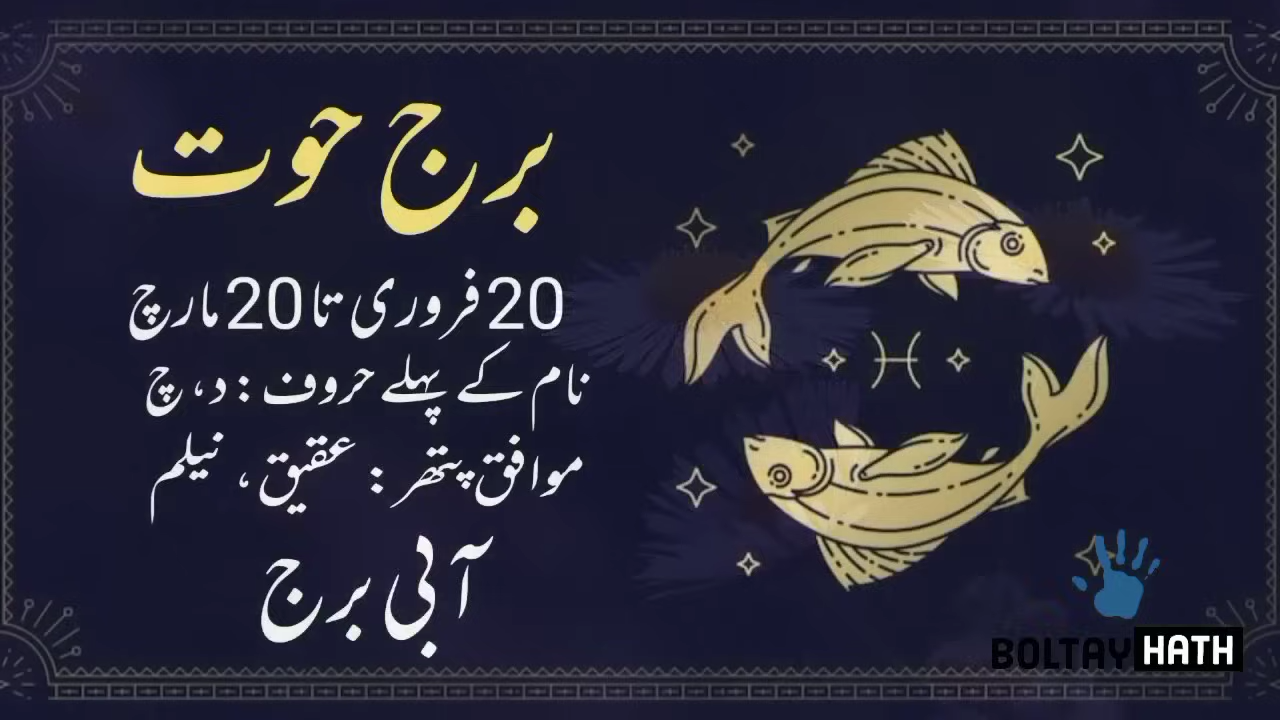 برج حوت
20 فروری تا 20 مارچ
نام کے پہلے حروف : د، چ
موافق پتھر : عقیق، نیلم
آبی برج
BOLTAY HATH